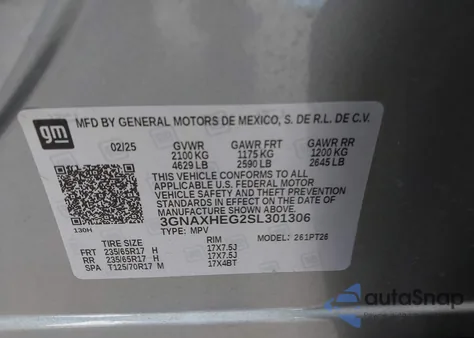 gm
MFD BY GENERAL MOTORS DE MEXICO, S. DE R.L. DE C.V.
02/25 GVWR GAWR FRT GAWR RR
2100 KG 1175 KG 1200 KG
4629 LB 2590 LB 2645 LB
THIS VEHICLE CONFORMS TO ALL
APPLICABLE U.S. FEDERAL MOTOR
VEHICLE SAFETY AND THEFT PREVENTION
STANDARDS IN EFFECT ON THE DATE OF
MANUFACTURE SHOWN ABOVE.
3GNAXHEG2SL301306
130H TYPE: MPV MODEL: 261PT26
TIRE SIZE RIM
FRT 235/65R17 H 17X7.5J
RR 235/65R17 H 17X7.5J
SPA T125/70R17 M 17X4BT
autoSnap